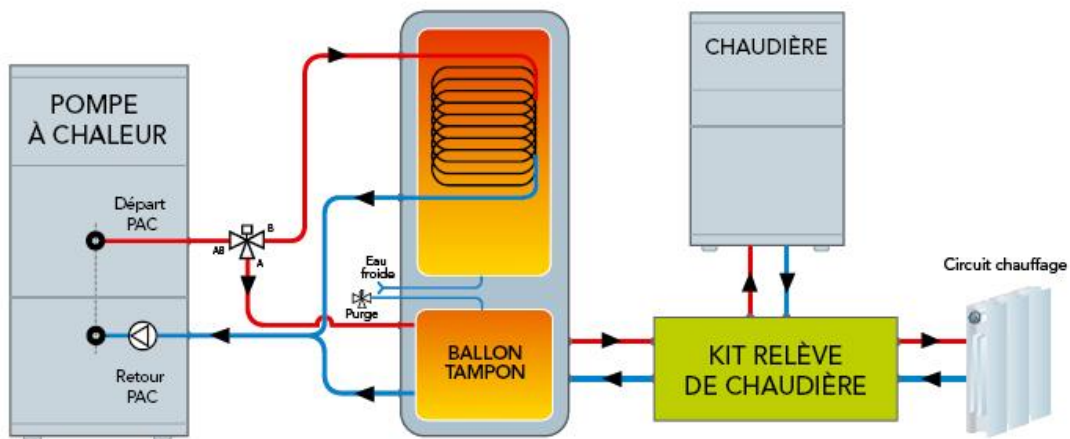 POMPE
À CHALEUR
Départ
PAC
AB
B
A
Eau
froide
Purge
Retour
PAC
BALLON
TAMPON
CHAUDIÈRE
KIT RELÈVE
DE CHAUDIÈRE
Circuit chauffage